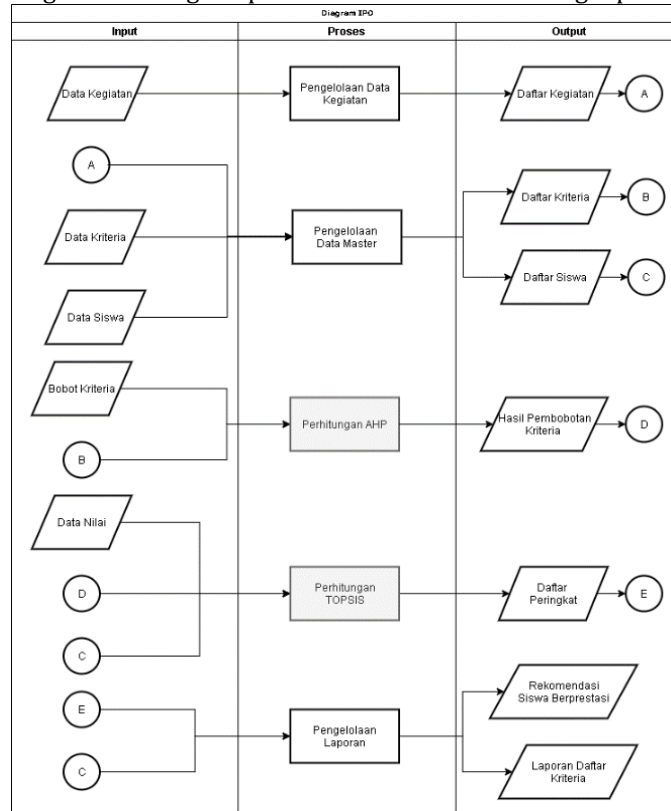 Diagram IPO
Input
Proses
Output
Data Kegiatan
Pengelolaan Data
Kegiatan
Daftar Kegiatan
A
A
Data Kriteria
Data Siswa
Pengelolaan
Data Master
Daftar Kriteria
B
Daftar Siswa
C
Bobot Kriteria
B
Perhitungan AHP
Hasil Pembobotan
Kriteria
D
Data Nilai
D
C
Perhitungan
TOPSIS
Daftar
Peringkat
E
E
C
Pengelolaan
Laporan
Rekomendasi
Siswa Berprestasi
Laporan Daftar
Kriteria